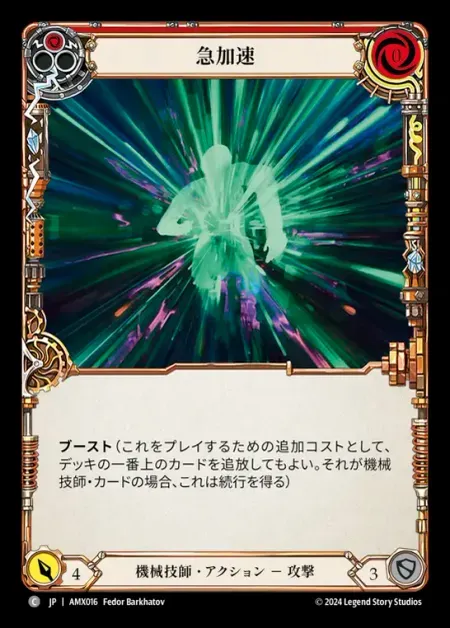 急加速
0
ブースト（これをプレイするための追加コストとして、
デッキの一番上のカードを追放してもよい。それが機械
技師・カードの場合、これは続行を得る）
4
機械技師・アクション － 攻撃
3
C JP | AMX016 Fedor Barkhatov
© 2024 Legend Story Studios